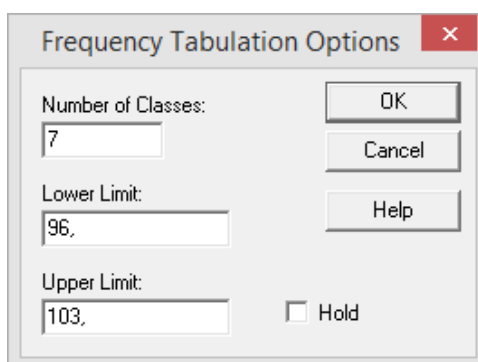 Frequency Tabulation Options
Number of Classes:
7
OK
Cancel
Lower Limit:
96,
Help
Upper Limit:
103,
Hold